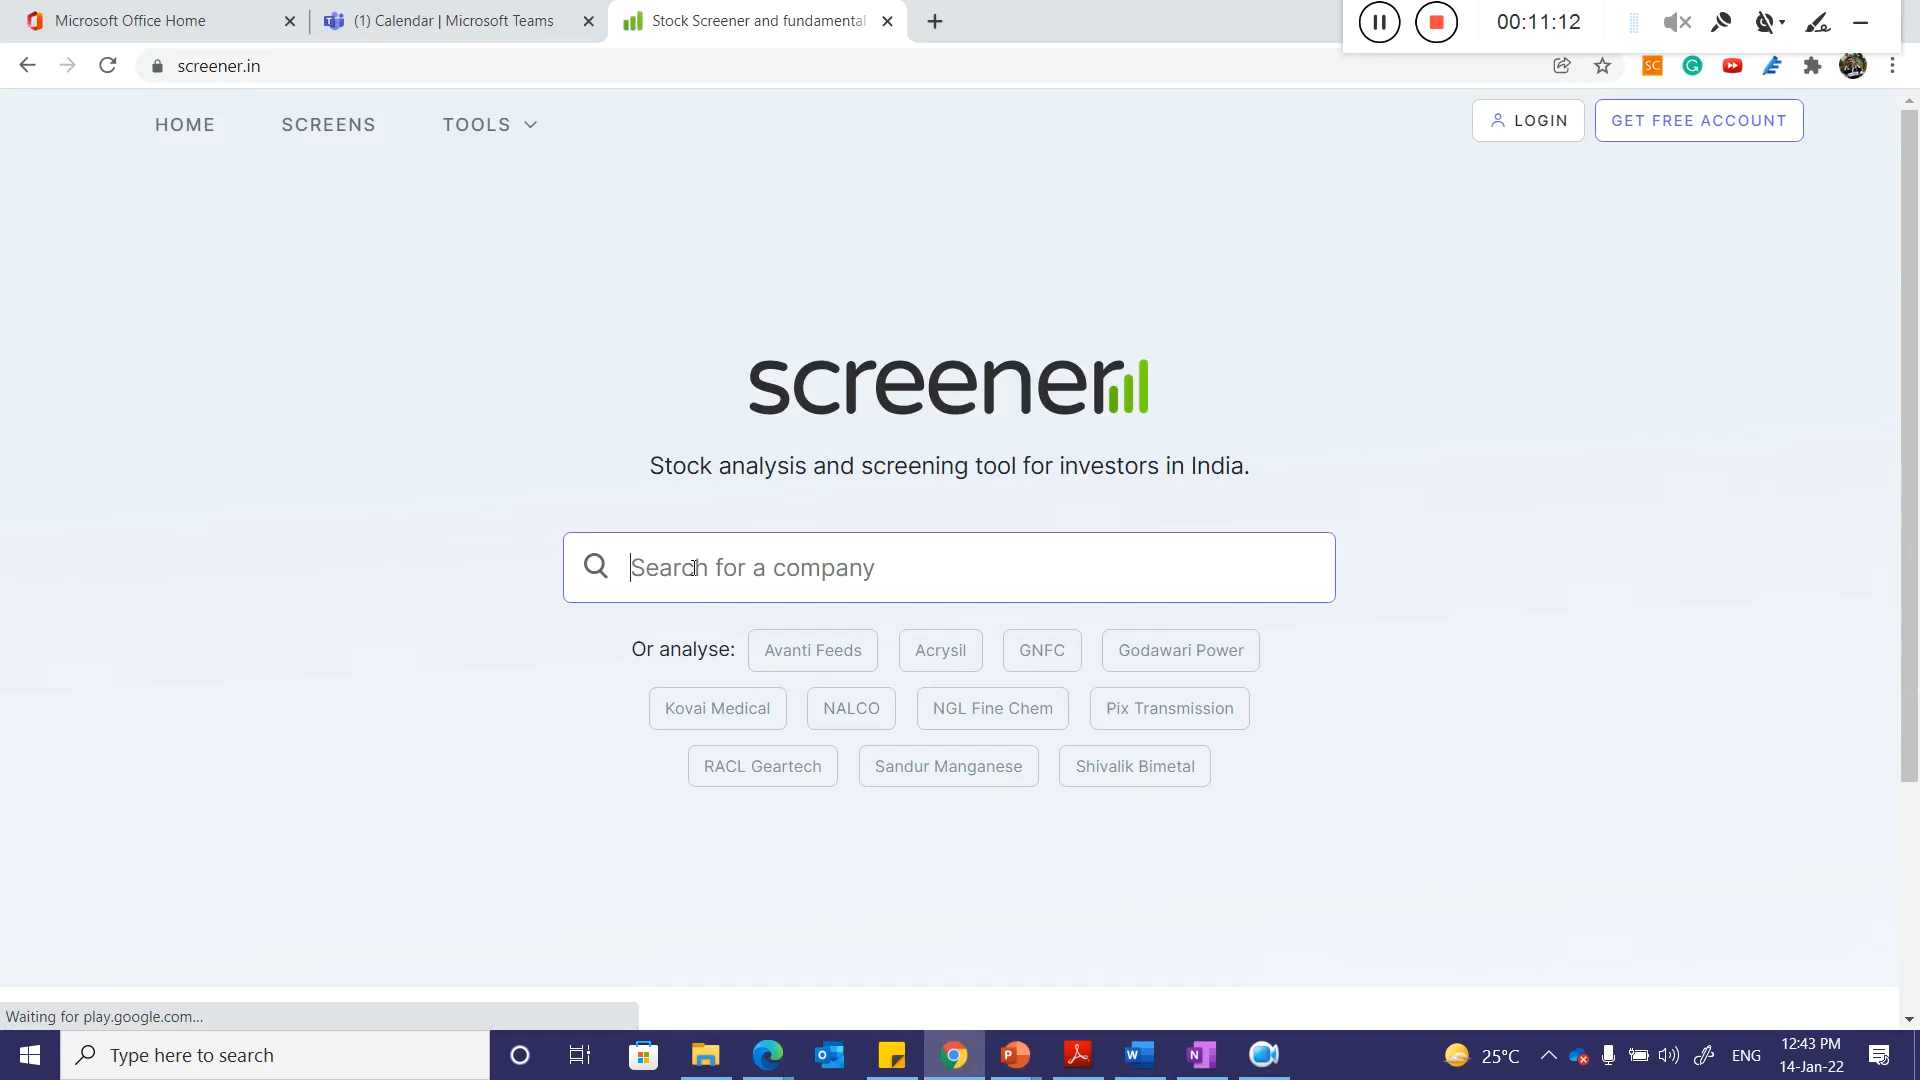 Microsoft Office Home
(1) Calendar | Microsoft Teams
Stock Screener and fundamental
00:11:12
screener.in
SC
HOME
SCREENS
TOOLS
LOGIN
GET FREE ACCOUNT
screener
Stock analysis and screening tool for investors in India.
Search for a company
Or analyse:
Avanti Feeds
Acrysil
GNFC
Godawari Power
Kovai Medical
NALCO
NGL Fine Chem
Pix Transmission
RACL Geartech
Sandur Manganese
Shivalik Bimetal
Waiting for play.google.com...
Type here to search
25°C
ENG
12:43 PM
14-Jan-22